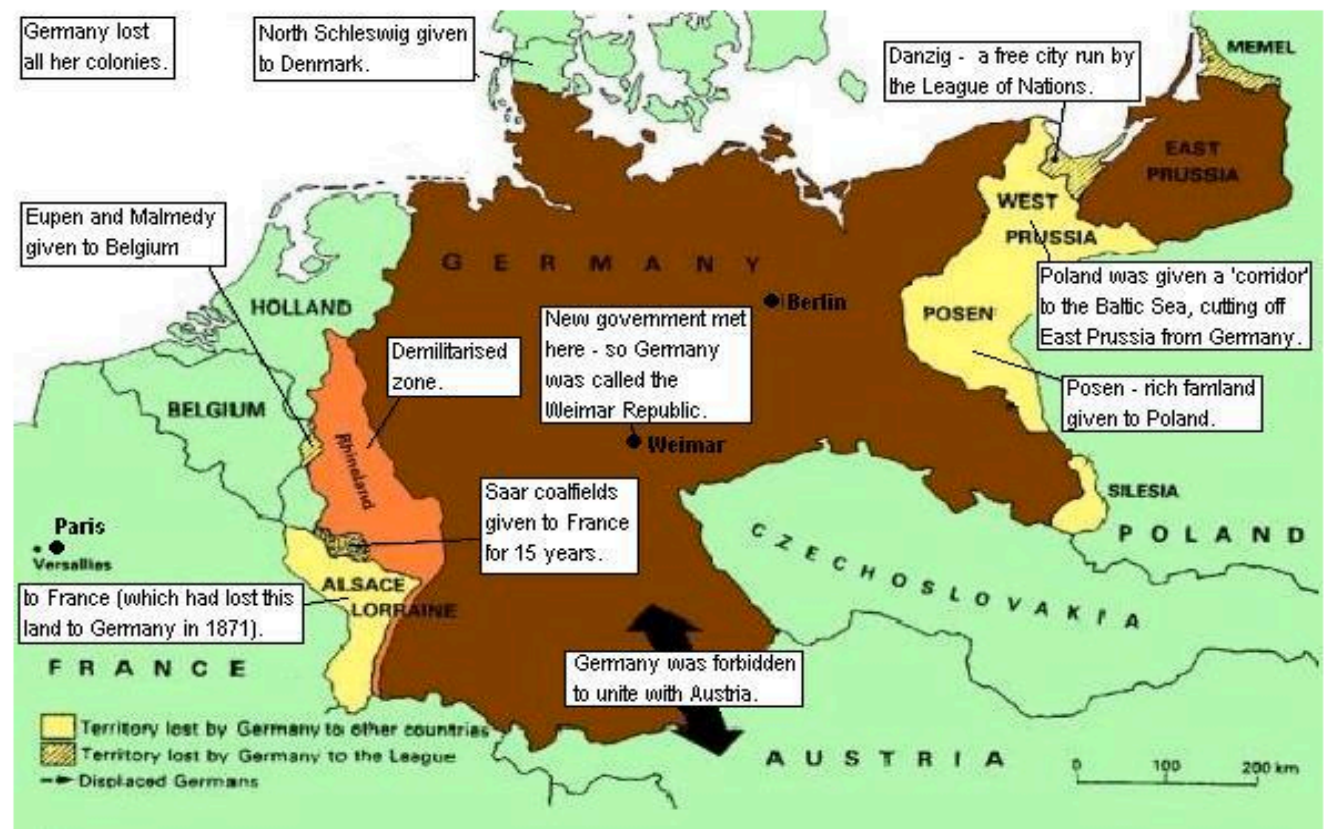 Germany lost
all her colonies.
North Schleswig given
to Denmark.
Danzig - a free city run by
the League of Nations.
MEMEL
EAST
PRUSSIA
WEST
PRUSSIA
Eupen and Malmedy
given to Belgium
GERMANY
Poland was given a 'corridor'
to the Baltic Sea, cutting off
East Prussia from Germany.
HOLLAND
Berlin
POSEN
New government met
here - so Germany
was called the
Weimar Republic.
Demilitarised
zone.
Posen - rich famland
given to Poland.
BELGIUM
Rhineland
Weimar
Saar coalfields
given to France
for 15 years.
SILESIA
POLAND
Paris
Versallies
CZECHOSLOVAKIA
ALSACE
LORRAINE
to France (which had lost this
land to Germany in 1871).
FRANCE
Germany was forbidden
to unite with Austria.
Territory lost by Germany to other countries
Territory lost by Germany to the League
Displaced Germans
AUSTRIA
0 100 200 km